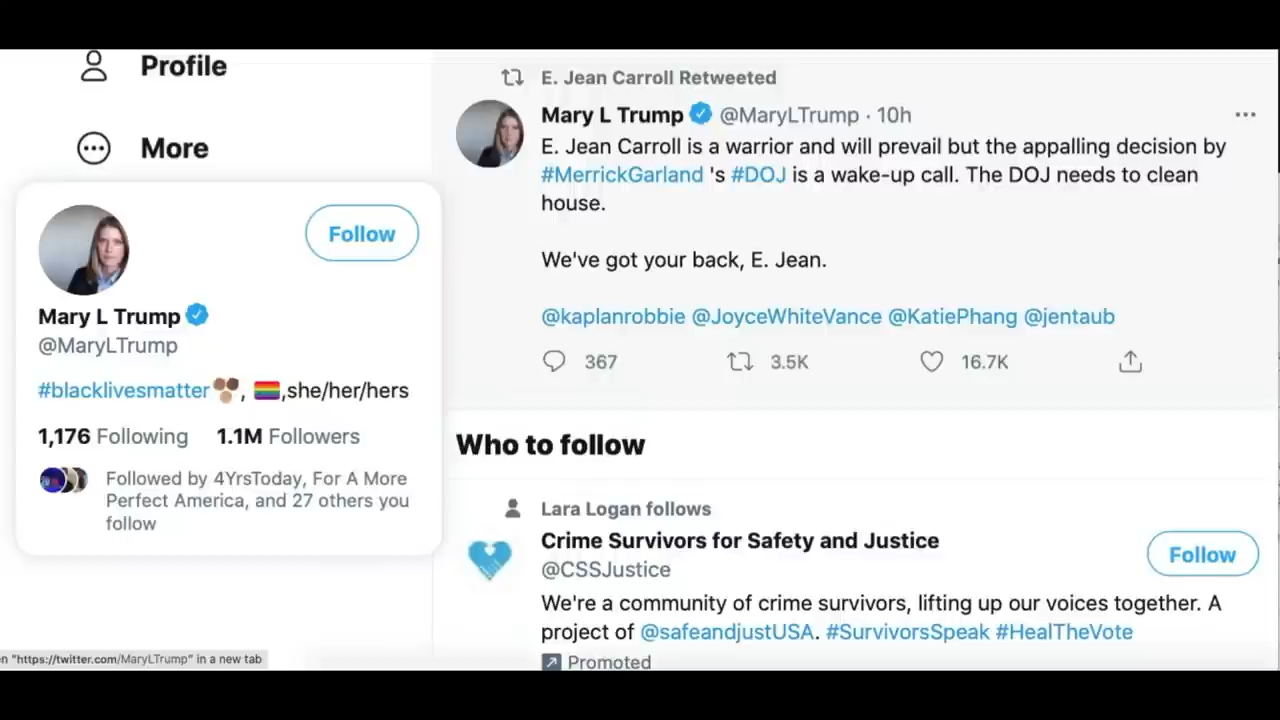 Profile
More
Follow
Mary L Trump
@MaryLTrump
#blacklivesmatter, ,she/her/hers
1,176 Following 1.1M Followers
Followed by 4YrsToday, For A More
Perfect America, and 27 others you
follow
E. Jean Carroll Retweeted
Mary L Trump @MaryLTrump · 10h
E. Jean Carroll is a warrior and will prevail but the appalling decision by
#MerrickGarland 's #DOJ is a wake-up call. The DOJ needs to clean
house.
We've got your back, E. Jean.
@kaplanrobbie @JoyceWhiteVance @KatiePhang @jentaub
367 3.5K 16.7K
Who to follow
Lara Logan follows
Crime Survivors for Safety and Justice
@CSSJustice
Follow
We're a community of crime survivors, lifting up our voices together. A
project of @safeandjustUSA. #SurvivorsSpeak #HealTheVote
Promoted
en "https://twitter.com/MaryLTrump" in a new tab